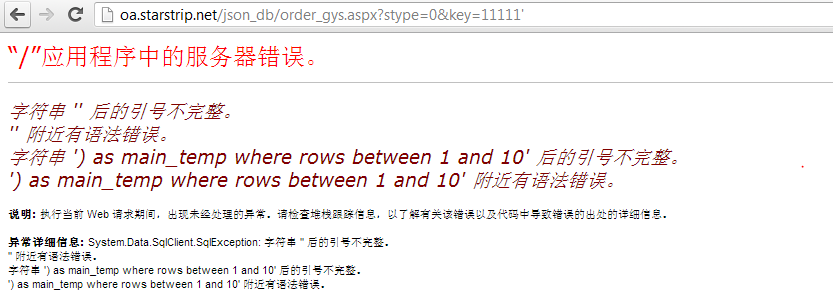 oa.starstrip.net/json_db/order_gys.aspx?stype=0&key=11111'
“/”应用程序中的服务器错误。
字符串 '' 后的引号不完整。
'' 附近有语法错误。
字符串 ') as main_temp where rows between 1 and 10' 后的引号不完整。
') as main_temp where rows between 1 and 10' 附近有语法错误。
说明: 执行当前 Web 请求期间，出现未经处理的异常。请检查堆栈跟踪信息，以了解有关该错误以及代码中导致错误的出处的详细信息。
异常详细信息: System.Data.SqlClient.SqlException: 字符串 '' 后的引号不完整。
'' 附近有语法错误。
字符串 ') as main_temp where rows between 1 and 10' 后的引号不完整。
') as main_temp where rows between 1 and 10' 附近有语法错误。